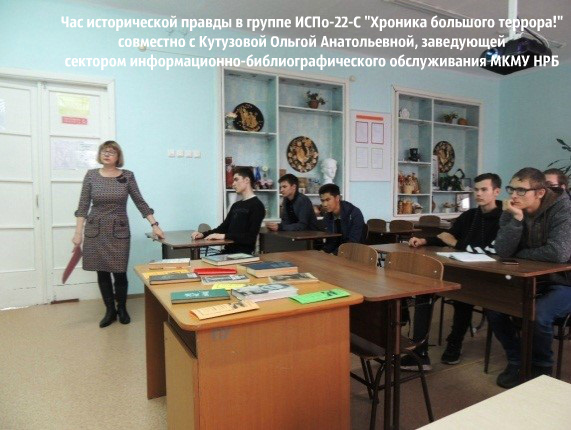 Час исторической правды в группе ИСПо-22-С "Хроника большого террора!"
совместно с Кутузовой Ольгой Анатольевной, заведующей
сектором информационно-библиографического обслуживания МКМУ НРБ